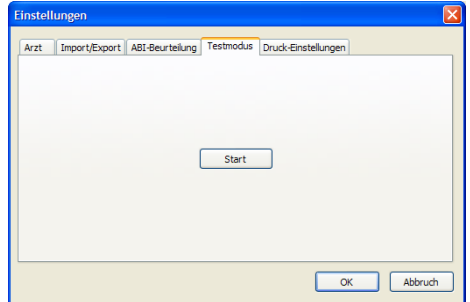 Einstellungen
Arzt Import/Export ABI-Beurteilung Testmodus Druck-Einstellungen
Start
OK Abbruch